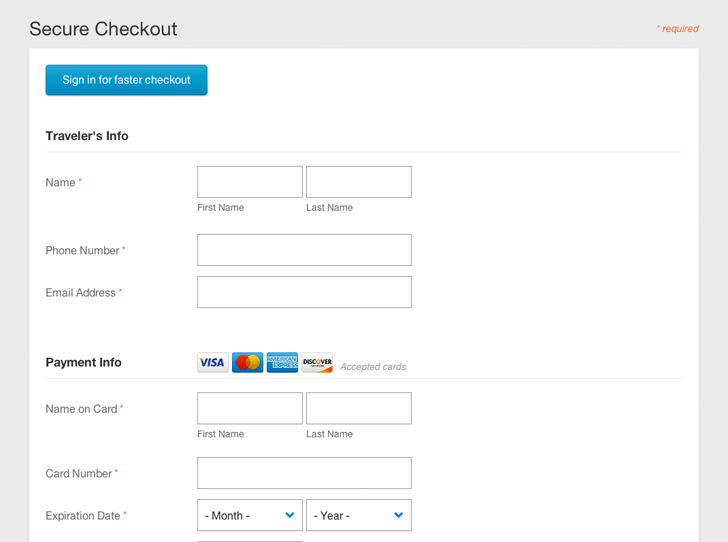 Secure Checkout
* required
Sign in for faster checkout
Traveler's Info
Name *
First Name Last Name
Phone Number *
Email Address *
Payment Info VISA MasterCard AMERICAN EXPRESS DISCOVER NETWORK Accepted cards
Name on Card *
First Name Last Name
Card Number *
Expiration Date * - Month - - Year -